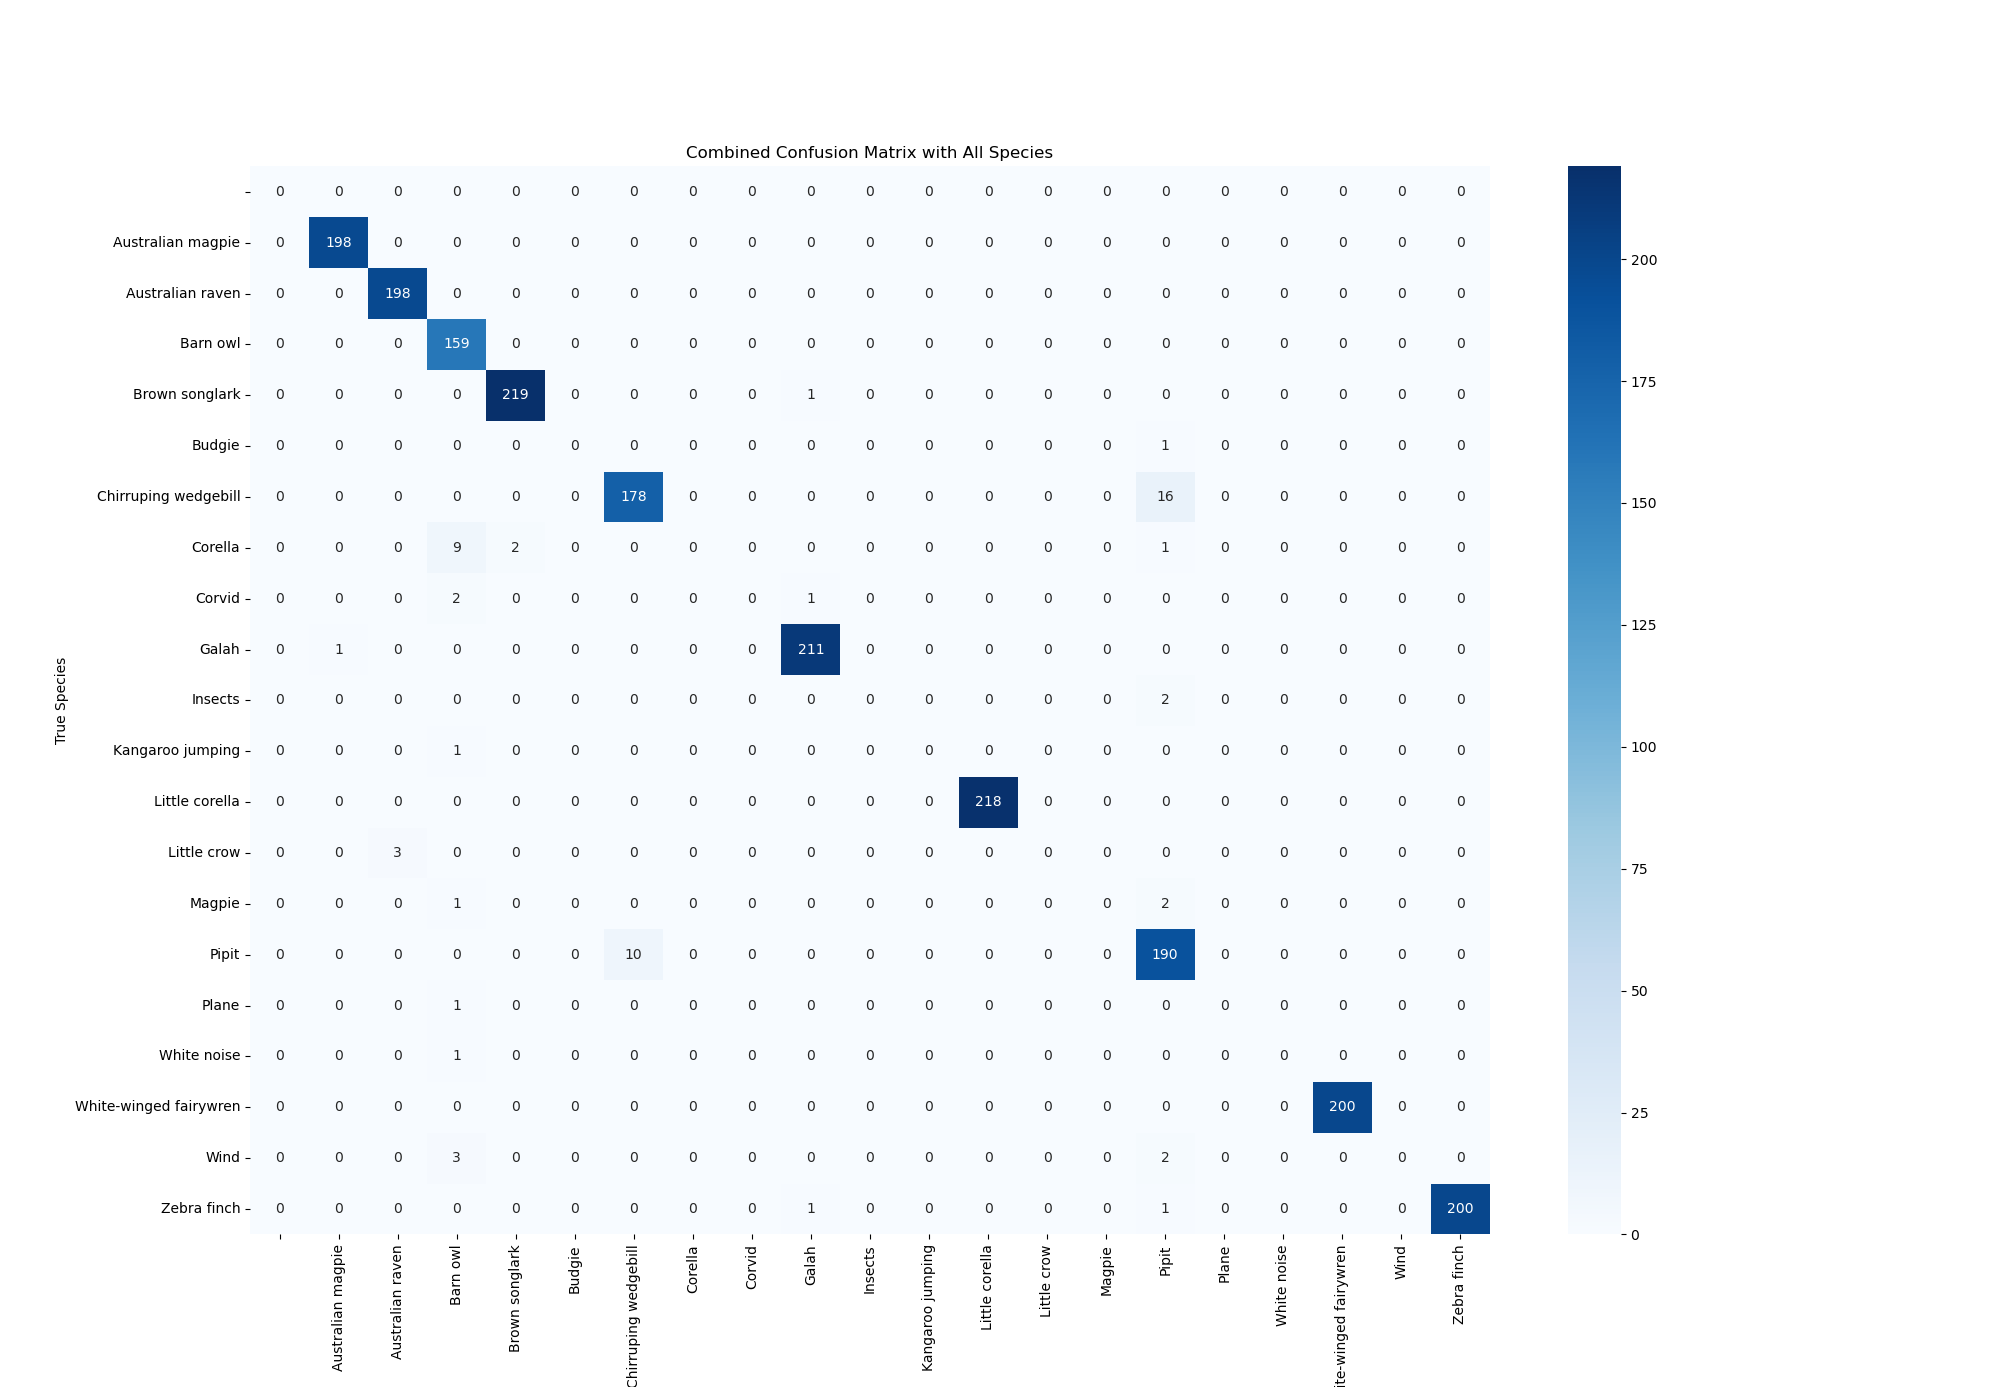 Combined Confusion Matrix with All Species
0 0 0 0 0 0 0 0 0 0 0 0 0 0 0 0 0 0 0 0 0
Australian magpie 0 198 0 0 0 0 0 0 0 0 0 0 0 0 0 0 0 0 0 0 0
Australian raven 0 0 198 0 0 0 0 0 0 0 0 0 0 0 0 0 0 0 0 0 0
Barn owl 0 0 0 159 0 0 0 0 0 0 0 0 0 0 0 0 0 0 0 0 0
Brown songlark 0 0 0 0 219 0 0 0 0 1 0 0 0 0 0 0 0 0 0 0 0
Budgie 0 0 0 0 0 0 0 0 0 0 0 0 0 0 0 1 0 0 0 0 0
Chirruping wedgebill 0 0 0 0 0 0 178 0 0 0 0 0 0 0 0 16 0 0 0 0 0
Corella 0 0 0 9 2 0 0 0 0 0 0 0 0 0 0 1 0 0 0 0 0
Corvid 0 0 0 2 0 0 0 0 0 1 0 0 0 0 0 0 0 0 0 0 0
Galah 0 1 0 0 0 0 0 0 0 211 0 0 0 0 0 0 0 0 0 0 0
Insects 0 0 0 0 0 0 0 0 0 0 0 0 0 0 0 2 0 0 0 0 0
Kangaroo jumping 0 0 0 1 0 0 0 0 0 0 0 0 0 0 0 0 0 0 0 0 0
Little corella 0 0 0 0 0 0 0 0 0 0 0 0 218 0 0 0 0 0 0 0 0
Little crow 0 0 3 0 0 0 0 0 0 0 0 0 0 0 0 0 0 0 0 0 0
Magpie 0 0 0 1 0 0 0 0 0 0 0 0 0 0 0 2 0 0 0 0 0
Pipit 0 0 0 0 0 0 10 0 0 0 0 0 0 0 0 190 0 0 0 0 0
Plane 0 0 0 1 0 0 0 0 0 0 0 0 0 0 0 0 0 0 0 0 0
White noise 0 0 0 1 0 0 0 0 0 0 0 0 0 0 0 0 0 0 0 0 0
White-winged fairywren 0 0 0 0 0 0 0 0 0 0 0 0 0 0 0 0 0 0 200 0 0
Wind 0 0 0 3 0 0 0 0 0 0 0 0 0 0 0 2 0 0 0 0 0
Zebra finch 0 0 0 0 0 0 0 0 0 1 0 0 0 0 0 1 0 0 0 0 200
True Species
Australian magpie
Australian raven
Barn owl
Brown songlark
Budgie
Chirruping wedgebill
Corella
Corvid
Galah
Insects
Kangaroo jumping
Little corella
Little crow
Magpie
Pipit
Plane
White noise
ite-winged fairywren
Wind
Zebra finch
200
175
150
125
100
75
50
25
0